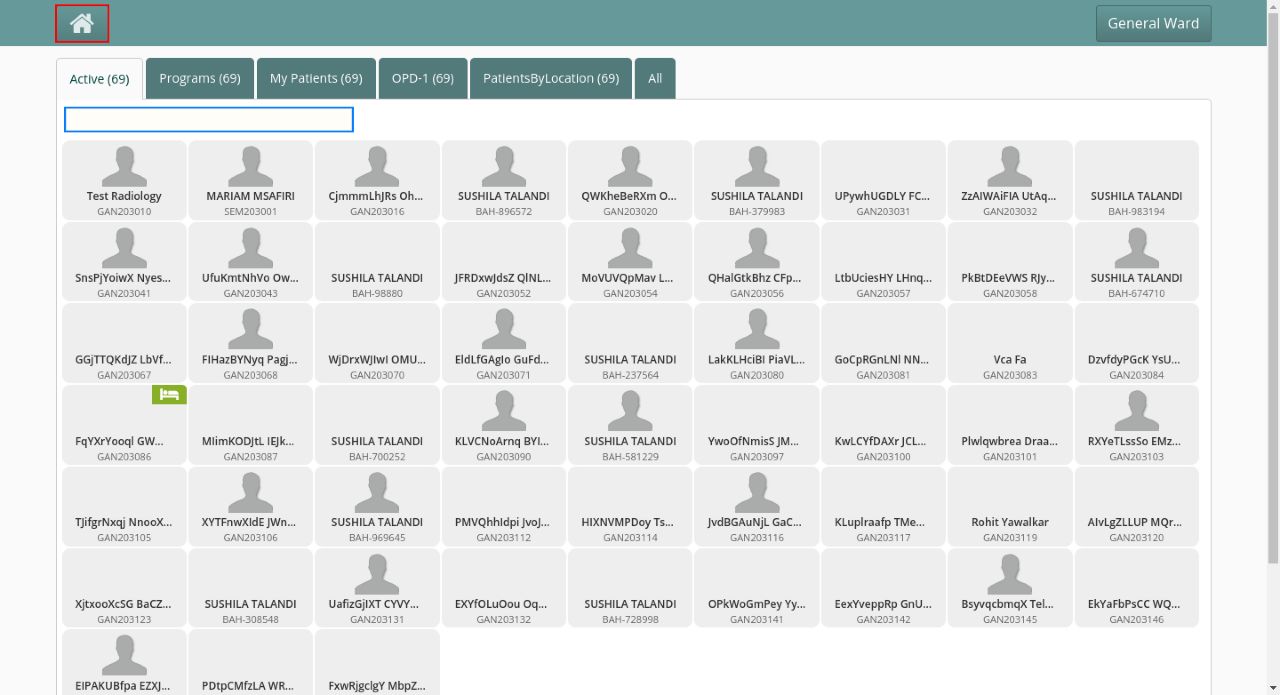 General Ward
Active (69)
Programs (69)
My Patients (69)
OPD-1 (69)
PatientsByLocation (69)
All
Test Radiology
GAN203010
MARIAM MSAFIRI
SEM203001
CjmmmLhJRs Oh...
GAN203016
SUSHILA TALANDI
BAH-896572
QWKheBeRXm O...
GAN203020
SUSHILA TALANDI
BAH-379983
UPywhUGDLY FC...
GAN203031
ZzAIWAiFIA UtAq...
GAN203032
SUSHILA TALANDI
BAH-983194
SnsPjYoiwX Nyes...
GAN203041
UfuKmtNhVo Ow...
GAN203043
SUSHILA TALANDI
BAH-98880
JFRDxwJdsZ QlNL...
GAN203052
MoVUVQpMav L...
GAN203054
QHalGtkBhz CFp...
GAN203056
LtbUciesHY LHnq...
GAN203057
PkBtDEeVWS RJy...
GAN203058
SUSHILA TALANDI
BAH-674710
GGjTTQKdJZ LbVf...
GAN203067
FIHazBYNyq Pagj...
GAN203068
WjDrxWJIwI OMU...
GAN203070
EldLfGAgIo GuFd...
GAN203071
SUSHILA TALANDI
BAH-237564
LakKLHciBI PiaVL...
GAN203080
GoCpRGnLNl NN...
GAN203081
Vca Fa
GAN203083
DzvfdyPGcK YsU...
GAN203084
FqYXrYooql GW...
GAN203086
MIimKODJtL IEJk...
GAN203087
SUSHILA TALANDI
BAH-700252
KLVCNoArnq BYI...
GAN203090
SUSHILA TALANDI
BAH-581229
YwoOfNmisS JM...
GAN203097
KwLCYfDAXr JCL...
GAN203100
Plwlqwbrea Draa...
GAN203101
RXYeTLssSo EMz...
GAN203103
TJifgrNxqj NnooX...
GAN203105
XYTFnwXIdE JWn...
GAN203106
SUSHILA TALANDI
BAH-969645
PMVQhhIdpi JvoJ...
GAN203112
HIXNVMPDoy Ts...
GAN203114
JvdBGAuNjL GaC...
GAN203116
KLuplraafp TMe...
GAN203117
Rohit Yawalkar
GAN203119
AIvLgZLLUP MQr...
GAN203120
XjtxooXcSG BaCZ...
GAN203123
SUSHILA TALANDI
BAH-308548
UafizGjIXT CYVY...
GAN203131
EXYfOLuOou Oq...
GAN203132
SUSHILA TALANDI
BAH-728998
OPkWoGmPey Yy...
GAN203141
EexYveppRp GnU...
GAN203142
BsyvqcbmqX Tel...
GAN203145
EkYaFbPsCC WQ...
GAN203146
EIPAKUBfpa EZXJ...
PDtpCMfzLA WR...
FxwRjgclgY MbpZ...